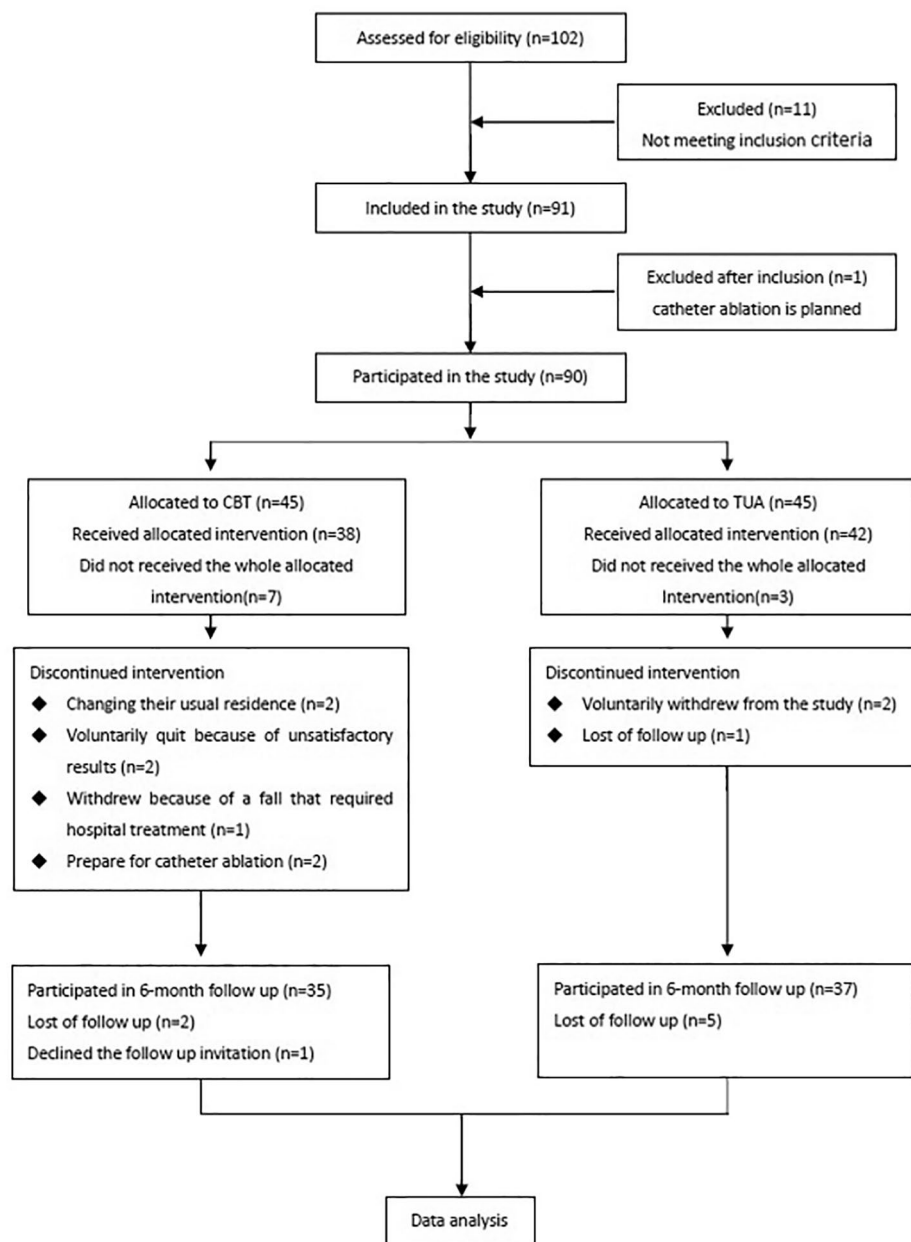 Assessed for eligibility (n=102)
Excluded (n=11)
Not meeting inclusion criteria
Included in the study (n=91)
Excluded after inclusion (n=1)
catheter ablation is planned
Participated in the study (n=90)
Allocated to CBT (n=45)
Received allocated intervention (n=38)
Did not received the whole allocated
intervention(n=7)
Allocated to TUA (n=45)
Received allocated intervention (n=42)
Did not received the whole allocated
Intervention(n=3)
Discontinued intervention
◆ Changing their usual residence (n=2)
◆ Voluntarily quit because of unsatisfactory
results (n=2)
◆ Withdrew because of a fall that required
hospital treatment (n=1)
◆ Prepare for catheter ablation (n=2)
Discontinued intervention
◆ Voluntarily withdrew from the study (n=2)
◆ Lost of follow up (n=1)
Participated in 6-month follow up (n=35)
Lost of follow up (n=2)
Declined the follow up invitation (n=1)
Participated in 6-month follow up (n=37)
Lost of follow up (n=5)
Data analysis